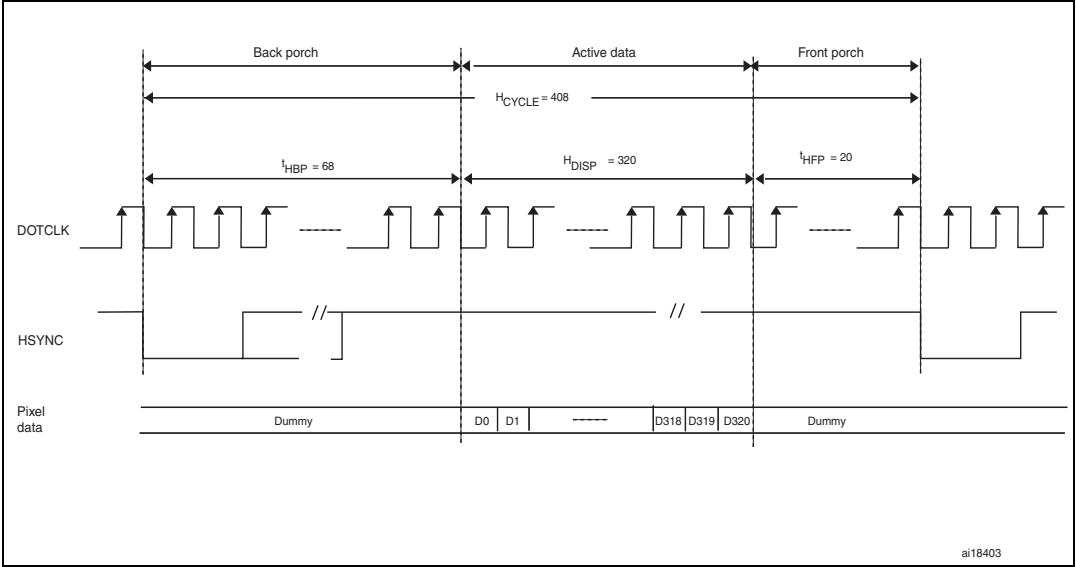 Back porch
Active data
Front porch
HCYCLE = 408
tHBP = 68
HDISP = 320
tHFP = 20
DOTCLK
HSYNC
Pixel
data
Dummy
D0
D1
D318
D319
D320
Dummy
ai18403